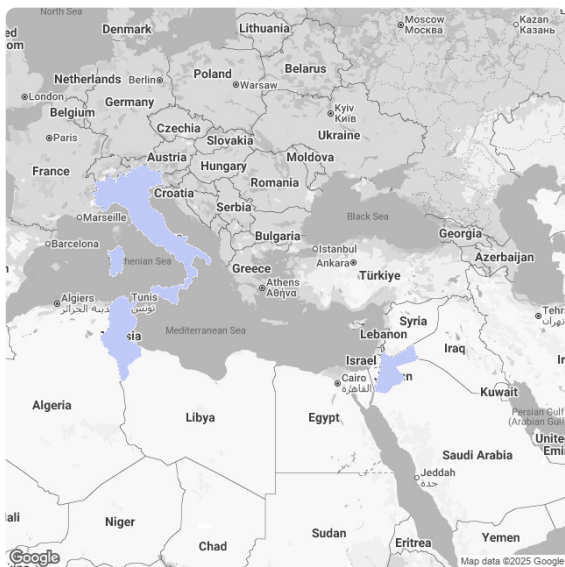 North Sea
Denmark
Lithuania
Moscow
Москва
Kazan
Казань
Netherlands
Berlin
Poland
Warsaw
Belarus
London
Belgium
Germany
Kyiv
Київ
Paris
Czechia
Slovakia
Ukraine
France
Austria
Hungary
Moldova
Croatia
Romania
Marseille
Serbia
Black Sea
Georgia
Barcelona
Bulgaria
Istanbul
Ankara
Azerbaijan
Greece
Athens
Αθήνα
Türkiye
Algiers
Tunis
تونس
Mediterranean Sea
Syria
Lebanon
Iraq
Israel
Cairo
القاهرة
Kuwait
Algeria
Libya
Egypt
Persian Gulf
Saudi Arabia
Jeddah
جدة
Niger
Chad
Sudan
Eritrea
Yemen
Google
Map data ©2025 Google